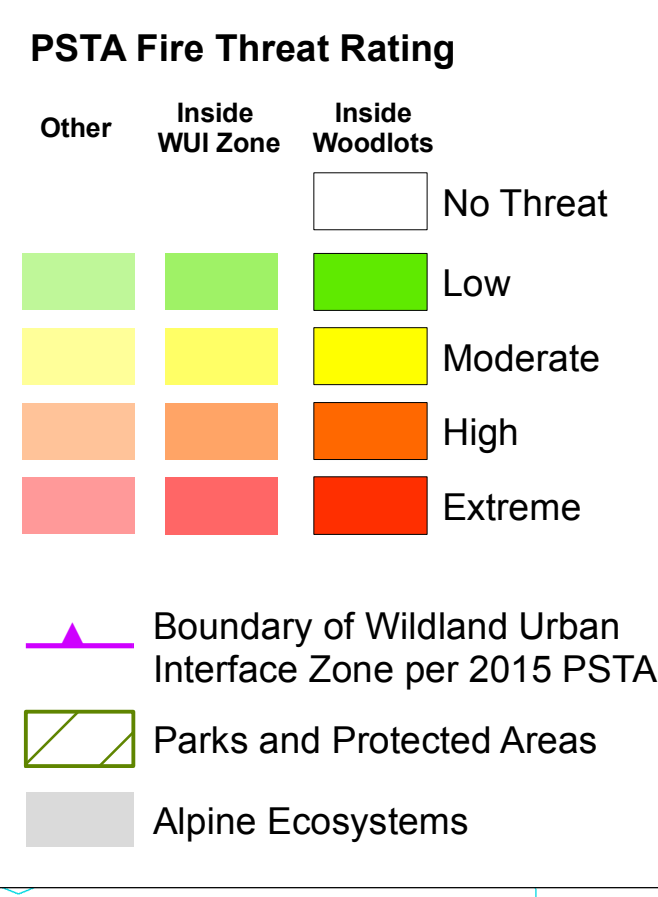 PSTA Fire Threat Rating
Other
Inside
WUI Zone
Inside
Woodlots
No Threat
Low
Moderate
High
Extreme
Boundary of Wildland Urban
Interface Zone per 2015 PSTA
Parks and Protected Areas
Alpine Ecosystems